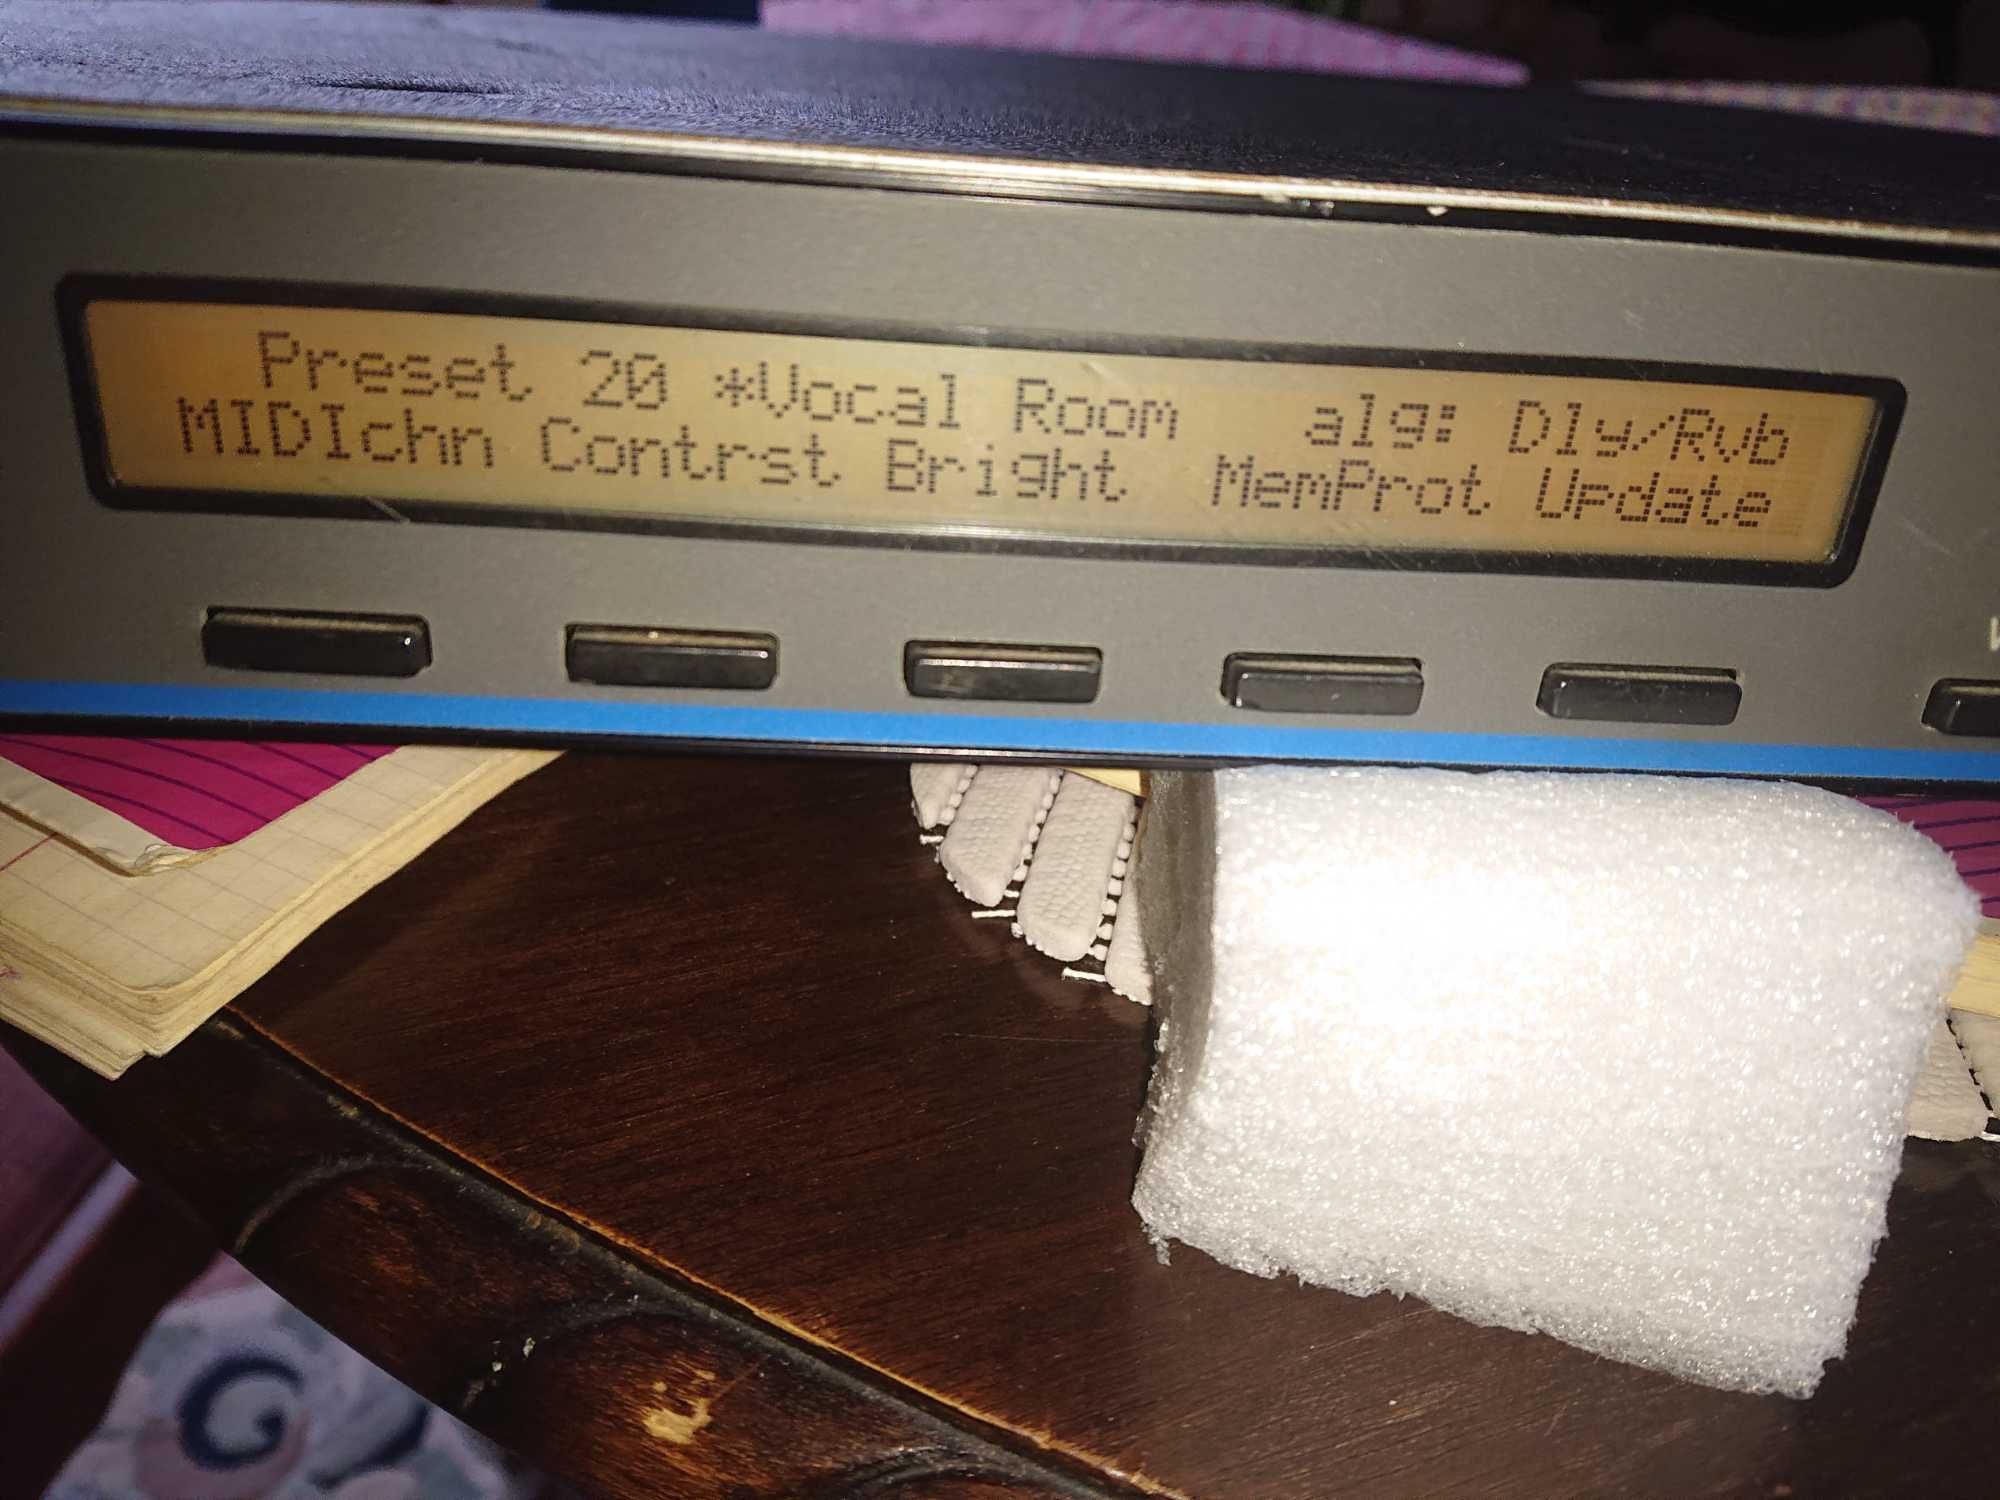 Preset 20 *Vocal Room alg: Dly/Rvb
MIDIchn Contrst Bright MemProt Update